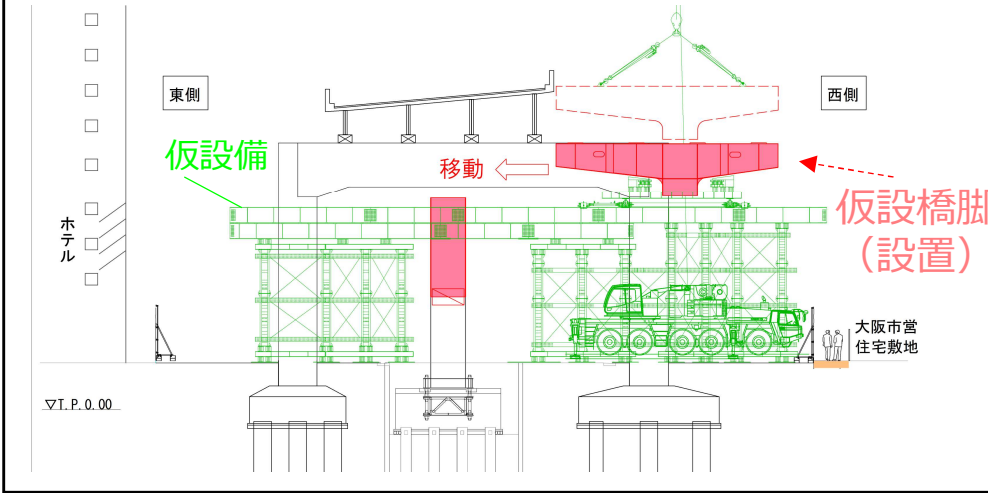 東側
西側
仮設備
移動
仮設橋脚
（設置）
ホテル
大阪市営
住宅敷地
▽T.P.0.00